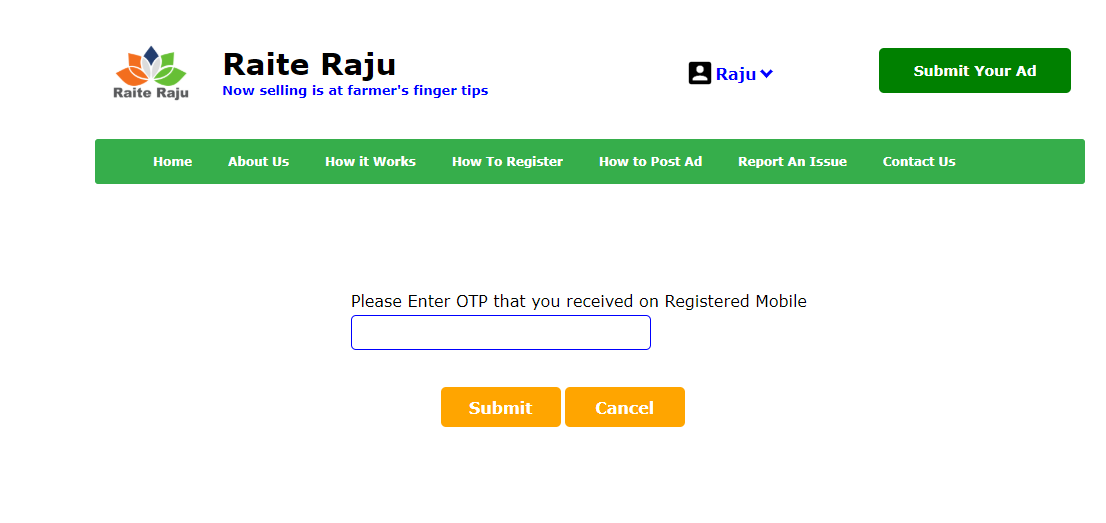 Raite Raju
Raite Raju
Now selling is at farmer's finger tips
Raju
Submit Your Ad
Home About Us How it Works How To Register How to Post Ad Report An Issue Contact Us
Please Enter OTP that you received on Registered Mobile
Submit Cancel